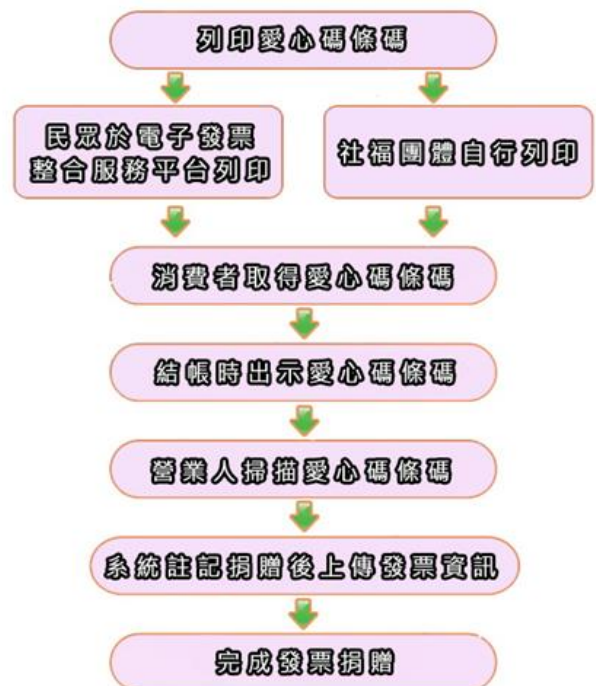 列印愛心碼條碼
民眾於電子發票
整合服務平台列印
社福團體自行列印
消費者取得愛心碼條碼
結帳時出示愛心碼條碼
營業人掃描愛心碼條碼
系統註記捐贈後上傳發票資訊
完成發票捐贈